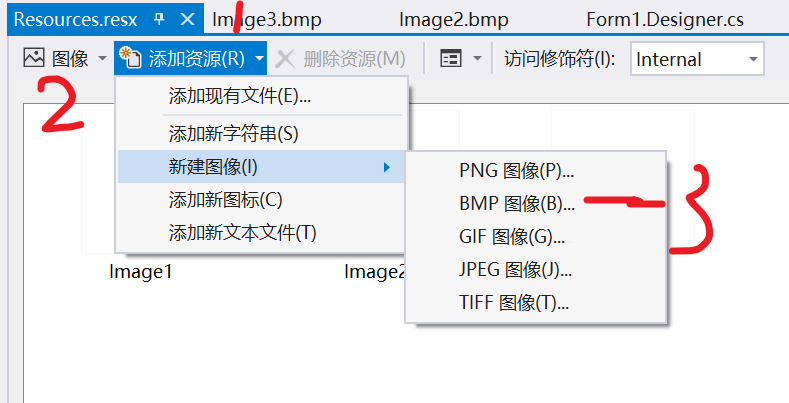 Resources.resx Image3.bmp Image2.bmp Form1.Designer.cs
1
图像 添加资源(R) 删除资源(M) 访问修饰符(I): Internal
2
添加现有文件(E)...
添加新字符串(S)
新建图像(I) PNG 图像(P)...
添加新图标(C) BMP 图像(B)...
3
添加新文本文件(T) GIF 图像(G)...
Image1 Image2 JPEG 图像(J)...
TIFF 图像(T)...